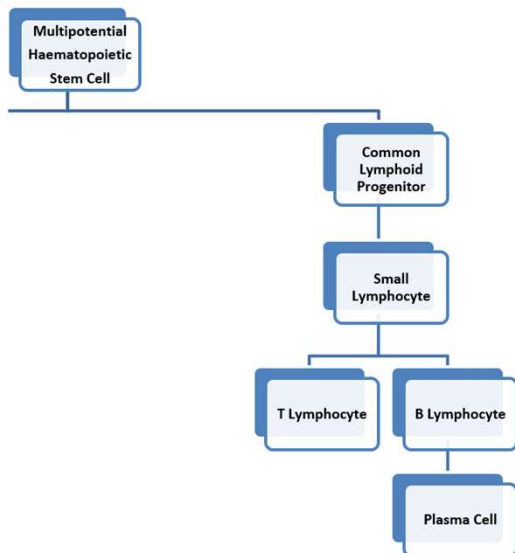 Multipotential
Haematopoietic
Stem Cell
Common
Lymphoid
Progenitor
Small
Lymphocyte
T Lymphocyte
B Lymphocyte
Plasma Cell